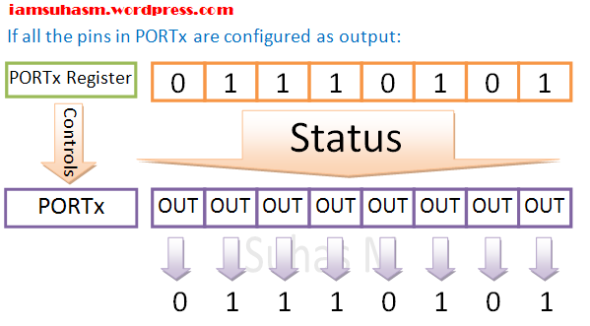 iamsuhasm.wordpress.com
If all the pins in PORTx are configured as output:
PORTx Register 0 1 1 1 0 1 0 1
Controls
Status
PORTx OUT OUT OUT OUT OUT OUT OUT OUT
Suhas M
0 1 1 1 0 1 0 1